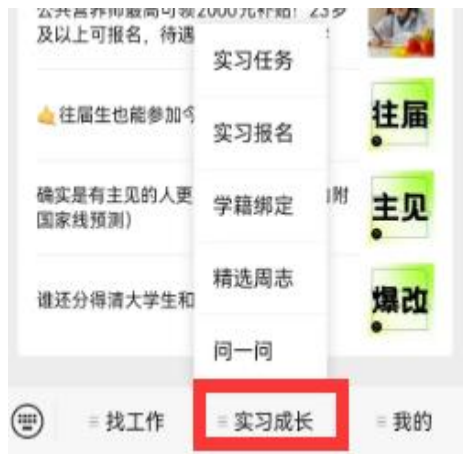 公共营养师最高可领2000元补贴！23岁
及以上可报名，待遇
实习任务
往届生也能参加
往届
实习报名
确实是有主见的人更
附
国家线预测）
主见
学籍绑定
精选周志
谁还分得清大学生和
爆改
问一问
找工作
实习成长
我的